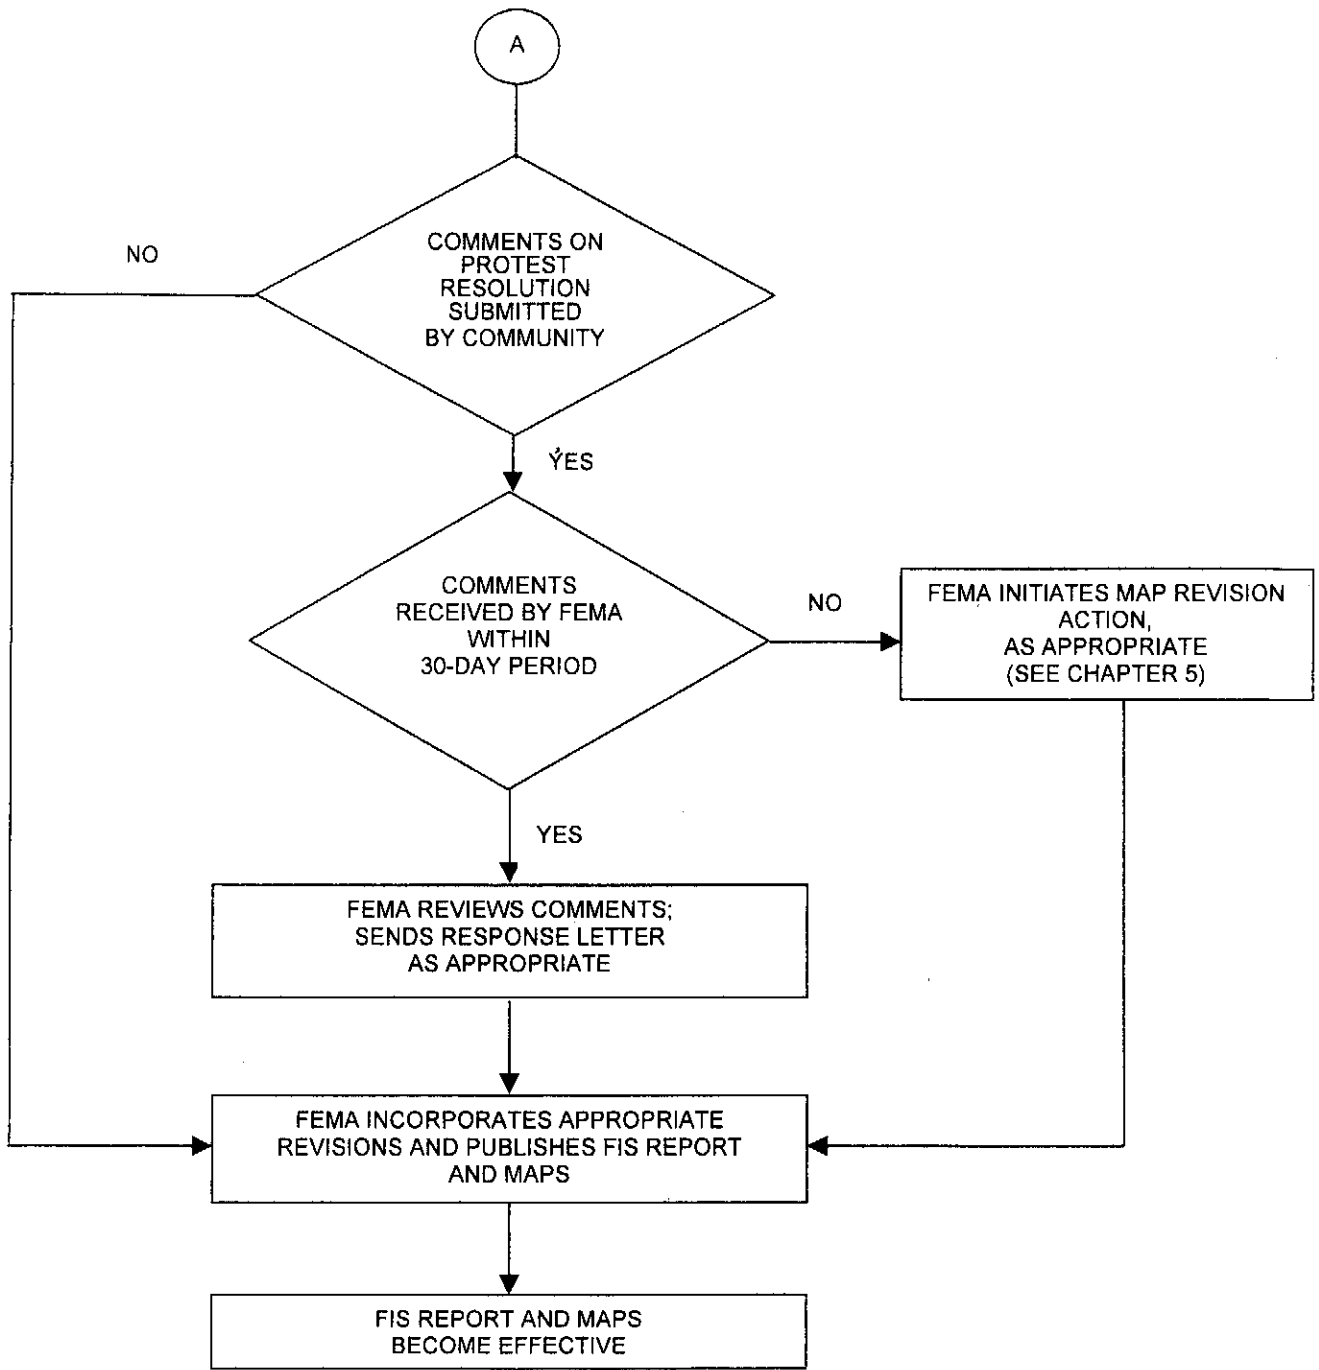 A
COMMENTS ON
PROTEST
RESOLUTION
SUBMITTED
BY COMMUNITY
NO
YES
COMMENTS
RECEIVED BY FEMA
WITHIN
30-DAY PERIOD
NO
FEMA INITIATES MAP REVISION
ACTION,
AS APPROPRIATE
(SEE CHAPTER 5)
YES
FEMA REVIEWS COMMENTS;
SENDS RESPONSE LETTER
AS APPROPRIATE
FEMA INCORPORATES APPROPRIATE
REVISIONS AND PUBLISHES FIS REPORT
AND MAPS
FIS REPORT AND MAPS
BECOME EFFECTIVE